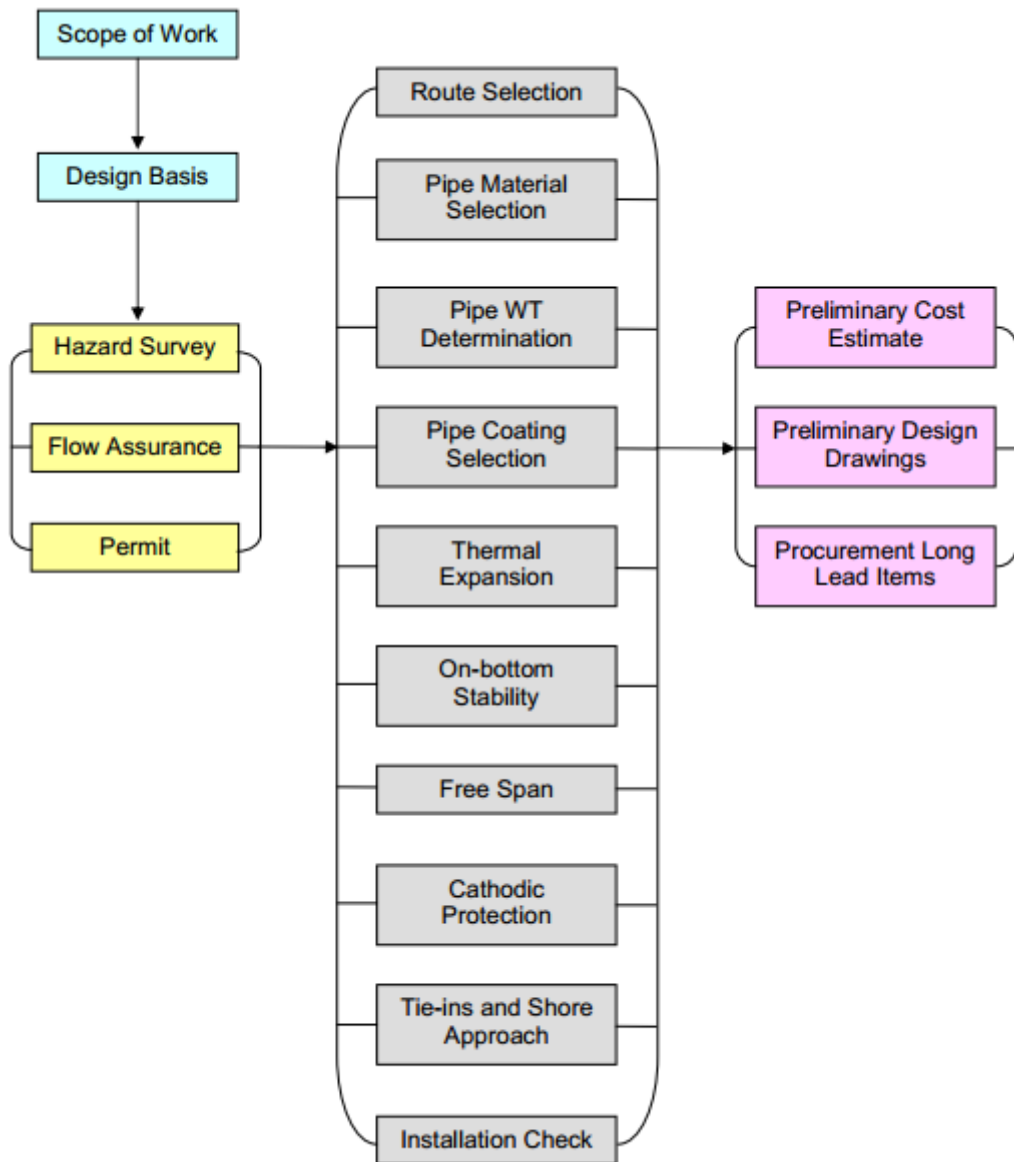 Scope of Work
Design Basis
Hazard Survey
Flow Assurance
Permit
Route Selection
Pipe Material
Selection
Pipe WT
Determination
Pipe Coating
Selection
Thermal
Expansion
On-bottom
Stability
Free Span
Cathodic
Protection
Tie-ins and Shore
Approach
Installation Check
Preliminary Cost
Estimate
Preliminary Design
Drawings
Procurement Long
Lead Items